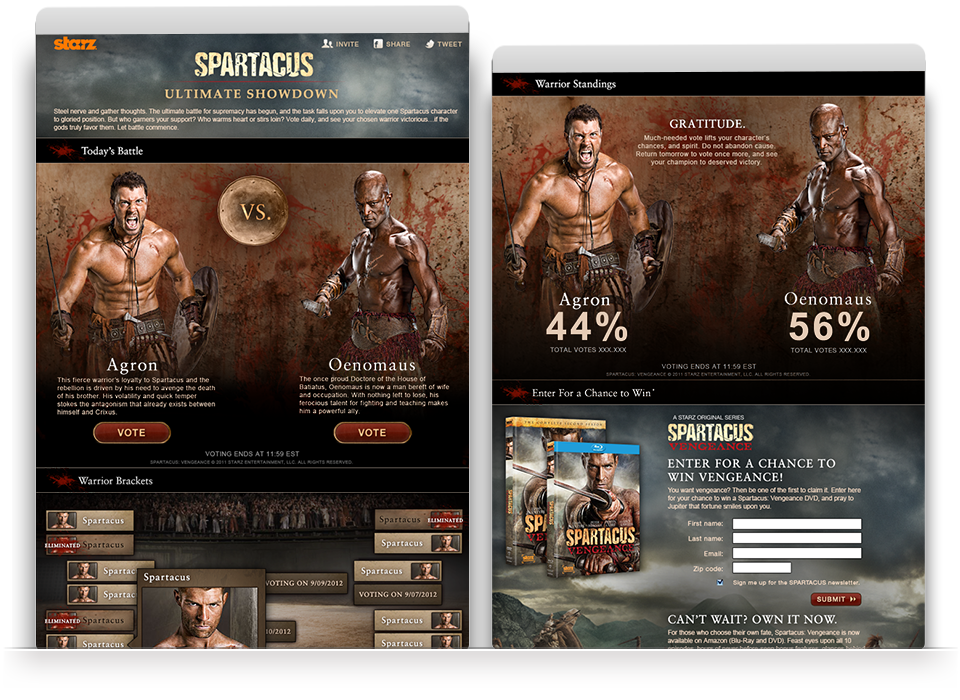 starz
INVITE
SHARE
TWEET
SPARTACUS
ULTIMATE SHOWDOWN
Steel nerve and gather thoughts. The ultimate battle for supremacy has begun, and the task falls upon you to elevate one Spartacus character
to gloried position. But who garners your support? Who warms heart or stirs loin? Vote daily, and see your chosen warrior victorious...if the
gods truly favor them. Let battle commence.
Today's Battle
VS.
Agron
This fierce warrior's loyalty to Spartacus and the
rebellion is driven by his need to avenge the death
of his brother. His volatility and quick temper
stokes the antagonism that already exists between
himself and Crixus.
VOTE
Oenomaus
The once proud Doctore of the House of
Batiatus, Oenomaus is now a man bereft of wife
and occupation. With nothing left to lose, his
ferocious talent for fighting and teaching makes
him a powerful ally.
VOTE
VOTING ENDS AT 11:59 EST
SPARTACUS: VENGEANCE © 2011 STARZ ENTERTAINMENT, LLC. ALL RIGHTS RESERVED.
Warrior Brackets
Spartacus
Spartacus ELIMINATED
ELIMINATED Spartacus
Spartacus
Spartac
Spartacus
VOTING ON 9/09/2012
Spartacus
Spartac
VOTING ON 9/07/2012
ELIMINATED Spartacus
10/2012
Spartacus
Spartacus
Spartacus
Warrior Standings
GRATITUDE.
Much-needed vote lifts your character's
chances, and spirit. Do not abandon cause.
Return tomorrow to vote once more, and see
your champion to deserved victory.
Agron
44%
TOTAL VOTES XXX.XXX
Oenomaus
56%
TOTAL VOTES XXX.XXX
VOTING ENDS AT 11:59 EST
SPARTACUS: VENGEANCE © 2011 STARZ ENTERTAINMENT, LLC. ALL RIGHTS RESERVED
Enter For a Chance to Win*
THE COMPLETE SECOND SEASON
SPARTACUS
VENGEANCE
A STARZ ORIGINAL SERIES
SPARTACUS
VENGEANCE
ENTER FOR A CHANCE TO
WIN VENGEANCE!
You want vengeance? Then be one of the first to claim it. Enter here
for your chance to win a Spartacus: Vengeance DVD, and pray to
Jupiter that fortune smiles upon you.
First name:
Last name:
Email:
Zip code:
Sign me up for the SPARTACUS newsletter.
SUBMIT
CAN'T WAIT? OWN IT NOW.
For those who choose their own fate, Spartacus: Vengeance is now
available on Amazon (Blu-Ray and DVD). Feast eyes upon all 10